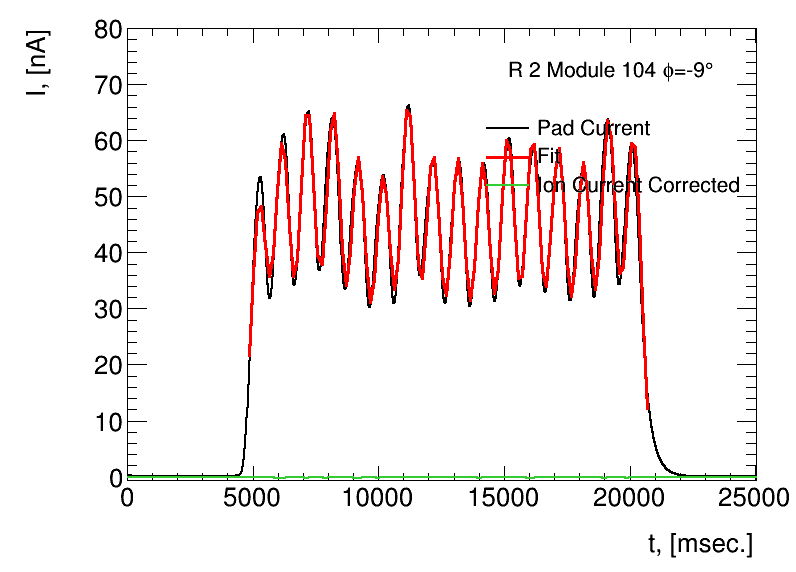 I, [nA]
80
70
60
50
40
30
20
10
0
R 2 Module 104 ϕ=-9°
Pad Current
Fit
Ion Current Corrected
0 5000 10000 15000 20000 25000
t, [msec.]